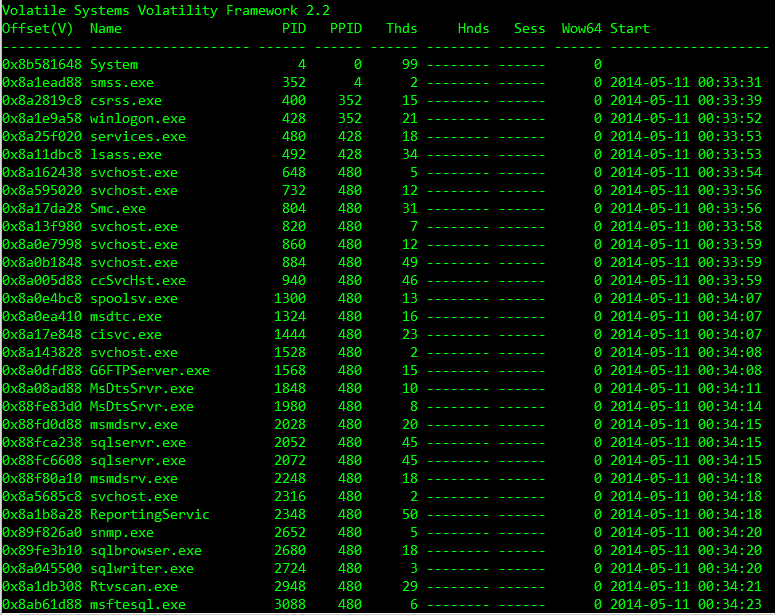 Volatile Systems Volatility Framework 2.2
Offset(V)  Name                    PID   PPID   Thds     Hnds   Sess  Wow64 Start
---------- -------------------- ------ ------ ------ -------- ------ ------ --------------------
0x8b581648 System                    4      0     99 -------- ------      0
0x8a1ead88 smss.exe                352      4      2 -------- ------      0 2014-05-11 00:33:31
0x8a2819c8 csrss.exe               400    352     15 -------- ------      0 2014-05-11 00:33:39
0x8a1e9a58 winlogon.exe            428    352     21 -------- ------      0 2014-05-11 00:33:52
0x8a25f020 services.exe            480    428     18 -------- ------      0 2014-05-11 00:33:53
0x8a11dbc8 lsass.exe               492    428     34 -------- ------      0 2014-05-11 00:33:53
0x8a162438 svchost.exe             648    480      5 -------- ------      0 2014-05-11 00:33:54
0x8a595020 svchost.exe             732    480     12 -------- ------      0 2014-05-11 00:33:56
0x8a17da28 Smc.exe                 804    480     31 -------- ------      0 2014-05-11 00:33:56
0x8a13f980 svchost.exe             820    480      7 -------- ------      0 2014-05-11 00:33:58
0x8a0e7998 svchost.exe             860    480     12 -------- ------      0 2014-05-11 00:33:59
0x8a0b1848 svchost.exe             884    480     49 -------- ------      0 2014-05-11 00:33:59
0x8a005d88 ccSvcHst.exe            940    480     46 -------- ------      0 2014-05-11 00:33:59
0x8a0e4bc8 spoolsv.exe            1300    480     13 -------- ------      0 2014-05-11 00:34:07
0x8a0ea410 msdtc.exe              1324    480     16 -------- ------      0 2014-05-11 00:34:07
0x8a17e848 cisvc.exe              1444    480     23 -------- ------      0 2014-05-11 00:34:07
0x8a143828 svchost.exe            1528    480      2 -------- ------      0 2014-05-11 00:34:08
0x8a0dfd88 G6FTPServer.exe        1568    480     15 -------- ------      0 2014-05-11 00:34:08
0x8a08ad88 MsDtsSrvr.exe          1848    480     10 -------- ------      0 2014-05-11 00:34:11
0x88fe83d0 MsDtsSrvr.exe          1980    480      8 -------- ------      0 2014-05-11 00:34:14
0x88fd0d88 msmdsrv.exe            2028    480     20 -------- ------      0 2014-05-11 00:34:15
0x88fca238 sqlservr.exe           2052    480     45 -------- ------      0 2014-05-11 00:34:15
0x88fc6608 sqlservr.exe           2072    480     45 -------- ------      0 2014-05-11 00:34:15
0x88f80a10 msmdsrv.exe            2248    480     18 -------- ------      0 2014-05-11 00:34:18
0x8a5685c8 svchost.exe            2316    480      2 -------- ------      0 2014-05-11 00:34:18
0x8a1b8a28 ReportingServic        2348    480     50 -------- ------      0 2014-05-11 00:34:18
0x89f826a0 snmp.exe               2652    480      5 -------- ------      0 2014-05-11 00:34:20
0x89fe3b10 sqlbrowser.exe         2680    480     18 -------- ------      0 2014-05-11 00:34:20
0x8a045500 sqlwriter.exe          2724    480      3 -------- ------      0 2014-05-11 00:34:20
0x8a1db308 Rtvscan.exe            2948    480     29 -------- ------      0 2014-05-11 00:34:21
0x8ab61d88 msftesql.exe           3088    480      6 -------- ------      0 2014-05-11 00:34:23